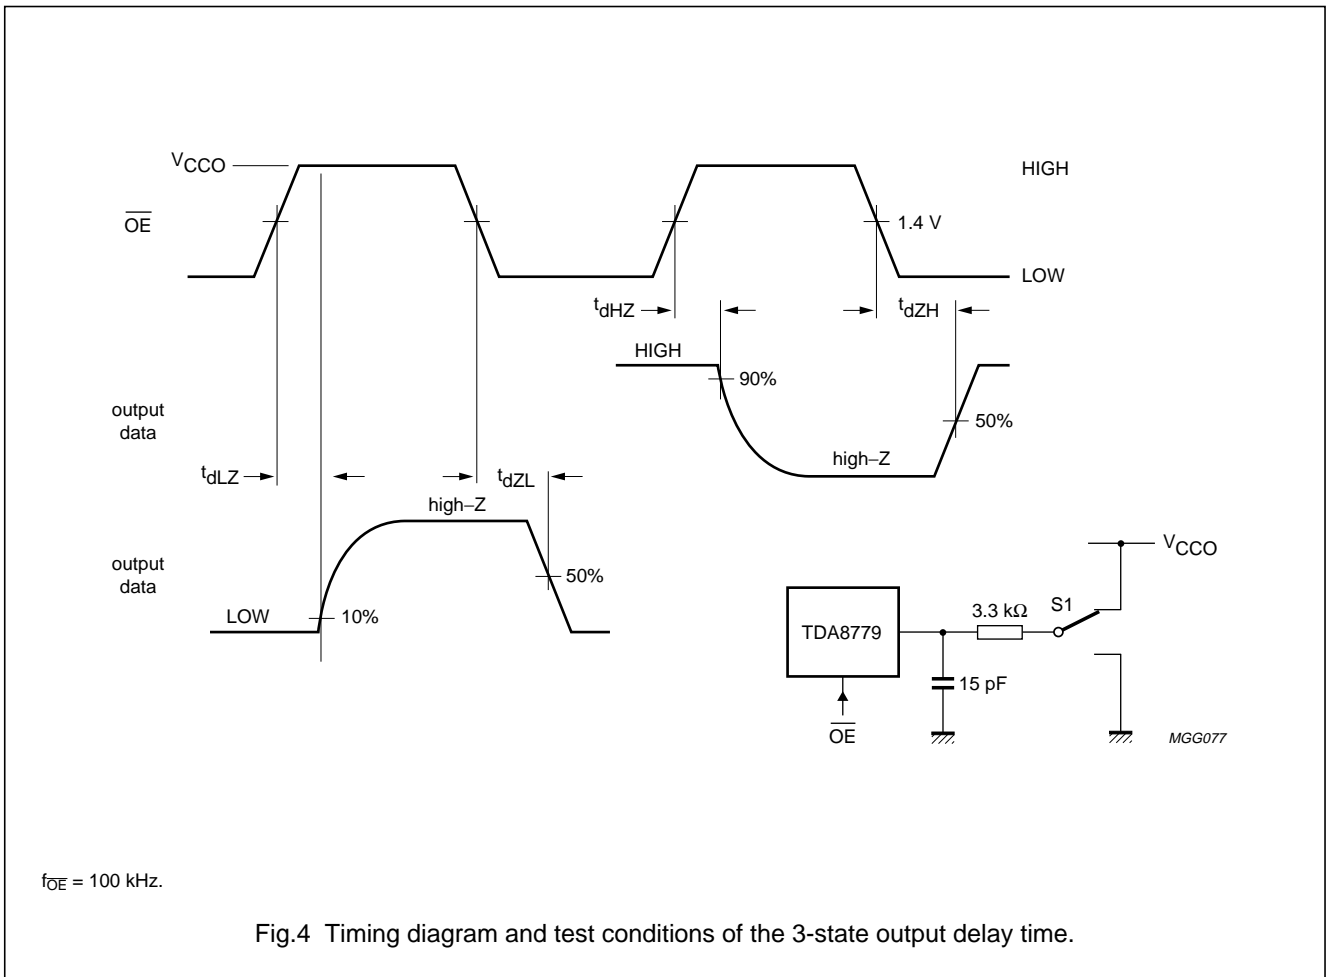 VCCO
HIGH
OE
1.4 V
LOW
tdHZ
tdZH
HIGH
90%
output
data
50%
high–Z
tdLZ
tdZL
high–Z
VCCO
output
data
50%
S1
3.3 kΩ
LOW
10%
TDA8779
15 pF
OE
MGG077
fOE = 100 kHz.
Fig.4 Timing diagram and test conditions of the 3-state output delay time.